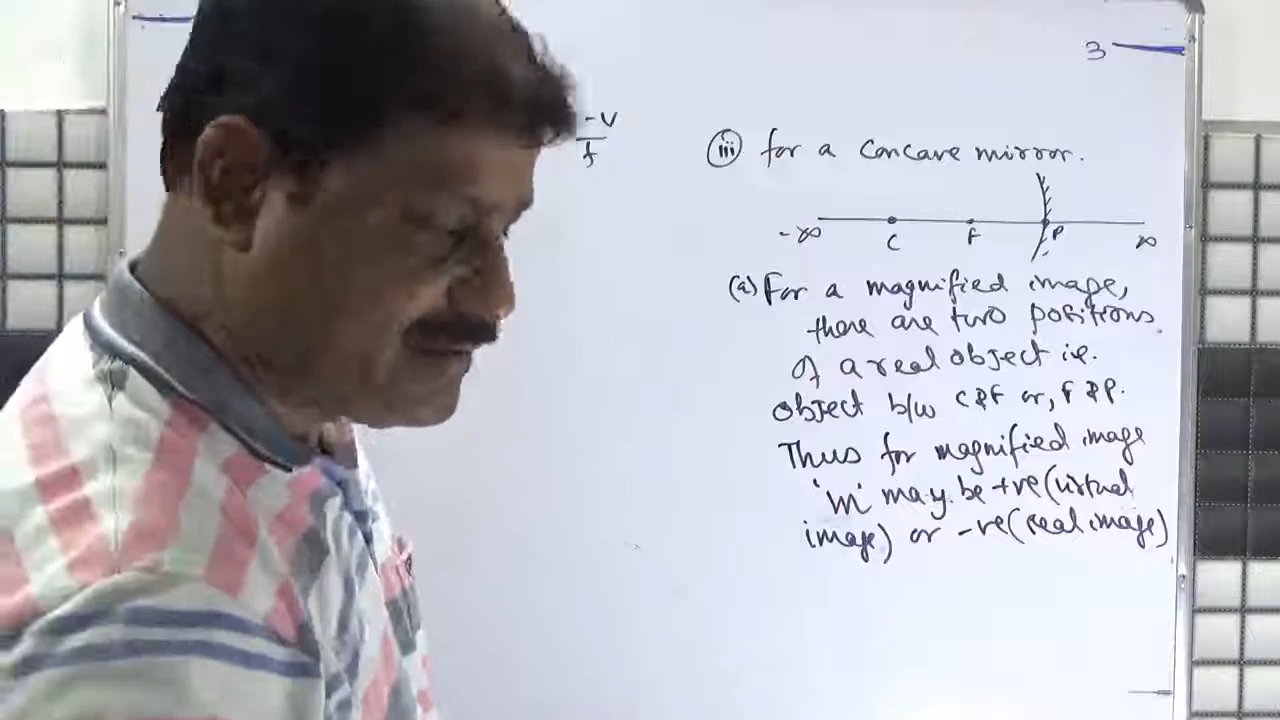 3
-v
f
(iii) for a concave mirror.
-∞ C F P ∞
(a) For a magnified image,
there are two positions
of a real object i.e.
object b/w C & F or, F & P.
Thus for magnified image
'm' may be +ve (virtual
image) or -ve (real image)